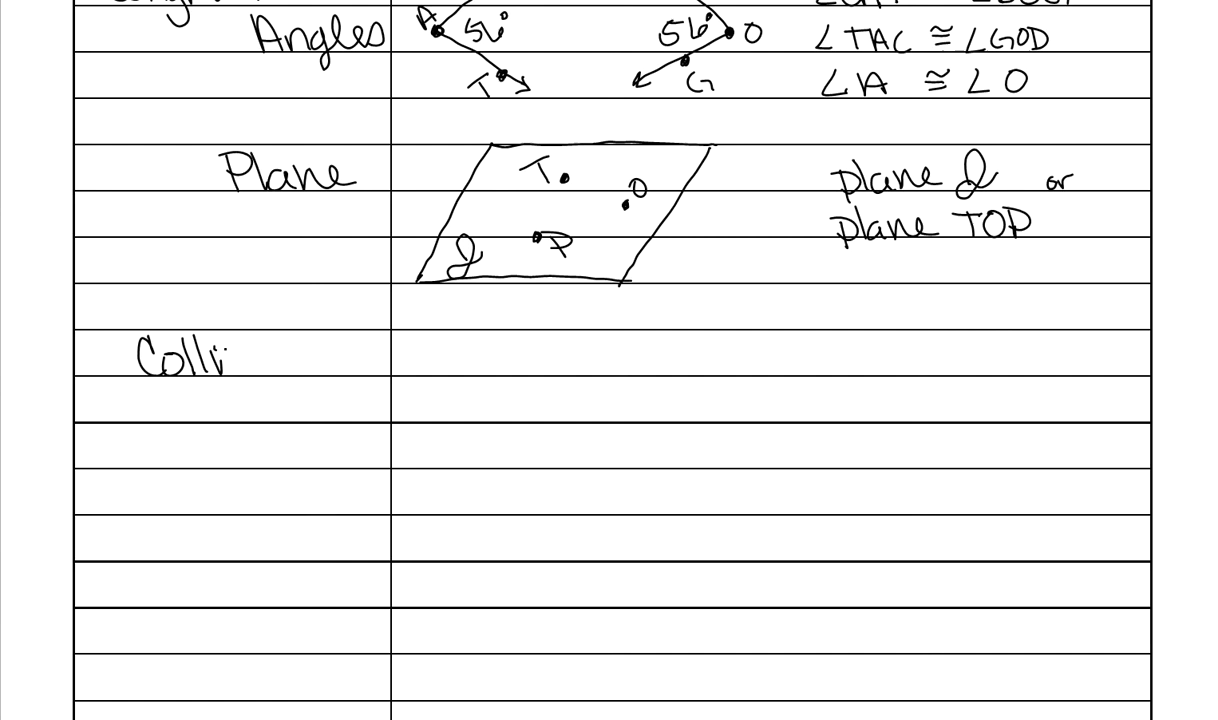 Angles A 56° 56° O ∠TAC ≅ ∠GOD
T G ∠A ≅ ∠O
Plane T O plane Q or
Q P plane TOP
Colli